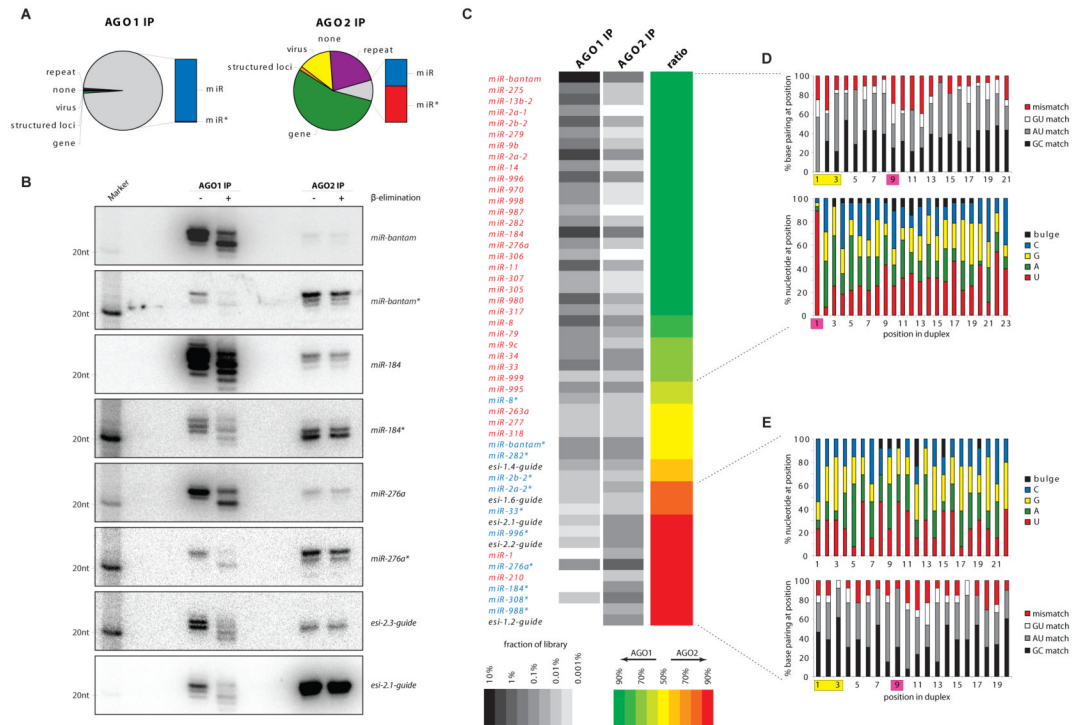 A
AGO1 IP
repeat
none
virus
structured loci
gene
miR
miR*
AGO2 IP
none
virus
repeat
structured loci
gene
miR
miR*
B
Marker
AGO1 IP
AGO2 IP
- + - + β-elimination
20nt
miR-bantam
20nt
miR-bantam*
20nt
miR-184
20nt
miR-184*
20nt
miR-276a
20nt
miR-276a*
20nt
esi-2.3-guide
20nt
esi-2.1-guide
C
AGO1 IP
AGO2 IP
ratio
miR-bantam
miR-275
miR-13b-2
miR-2a-1
miR-2b-2
miR-279
miR-9b
miR-2a-2
miR-14
miR-996
miR-970
miR-998
miR-987
miR-282
miR-184
miR-276a
miR-306
miR-11
miR-307
miR-305
miR-980
miR-317
miR-8
miR-79
miR-9c
miR-34
miR-33
miR-999
miR-995
miR-8*
miR-263a
miR-277
miR-318
miR-bantam*
miR-282*
esi-1.4-guide
miR-2b-2*
miR-2a-2*
esi-1.6-guide
miR-33*
esi-2.1-guide
miR-996*
esi-2.2-guide
miR-1
miR-276a*
miR-210
miR-184*
miR-308*
miR-988*
esi-1.2-guide
fraction of library
10%
1%
0.1%
0.01%
0.001%
AGO1 AGO2
90%
70%
50%
70%
90%
D
% base pairing at position
100
80
60
40
20
0
1 3 5 7 9 11 13 15 17 19 21
mismatch
GU match
AU match
GC match
% nucleotide at position
100
80
60
40
20
0
1 3 5 7 9 11 13 15 17 19 21 23
position in duplex
bulge
C
G
A
U
E
% nucleotide at position
100
80
60
40
20
0
1 3 5 7 9 11 13 15 17 19 21
bulge
C
G
A
U
% base pairing at position
100
80
60
40
20
0
1 3 5 7 9 11 13 15 17 19
position in duplex
mismatch
GU match
AU match
GC match